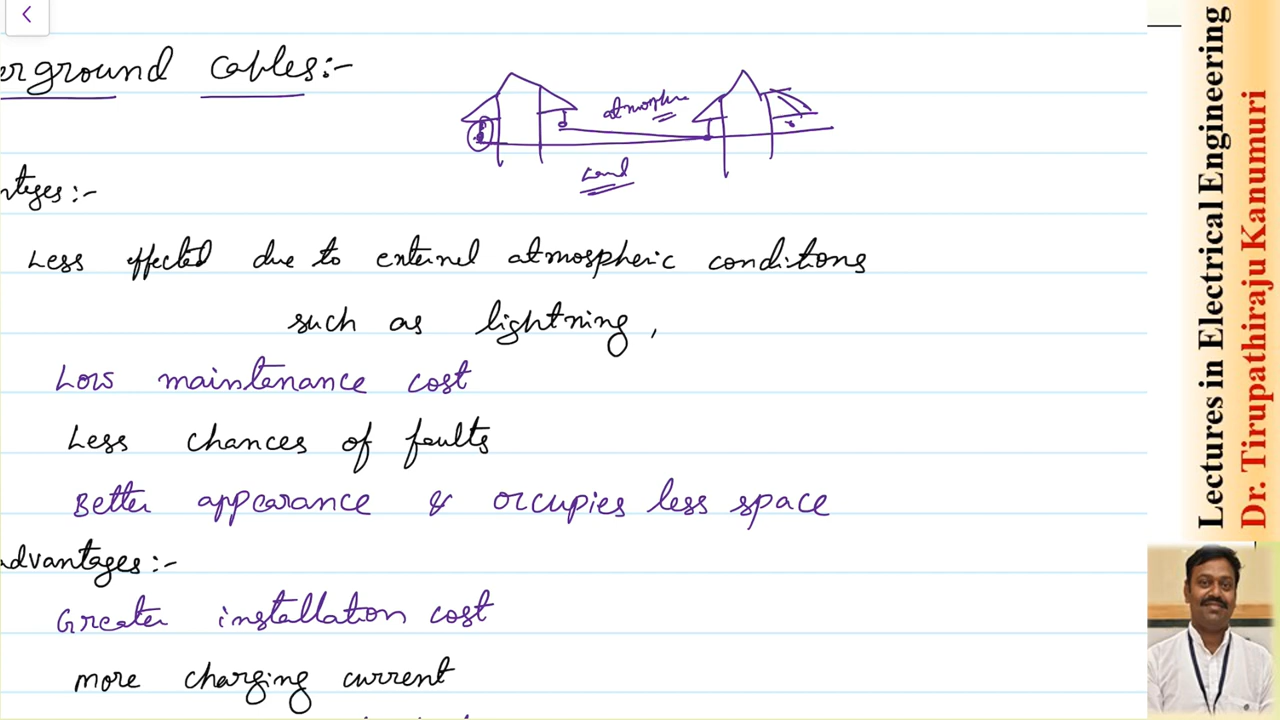 erground cables:-
atmosphere
Land
ntages:-
Less effected due to external atmospheric conditions
such as lightning,
Low maintenance cost
Less chances of faults
Better appearance & occupies less space
advantages:-
Greater installation cost
more charging current
Lectures in Electrical Engineering
Dr. Tirupathiraju Kanumuri